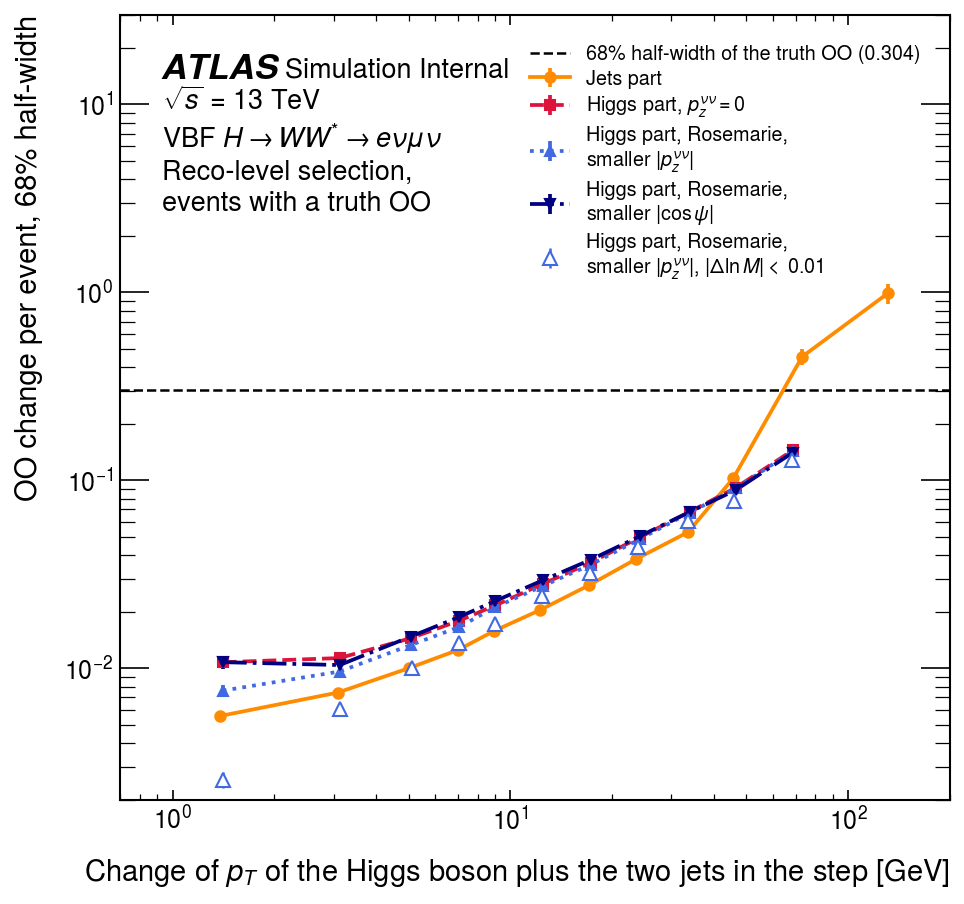 OO change per event, 68% half-width
ATLAS Simulation Internal
√s = 13 TeV
VBF H → WW* → eνμν
Reco-level selection,
events with a truth OO
68% half-width of the truth OO (0.304)
Jets part
Higgs part, p_z^{νν} = 0
Higgs part, Rosemarie,
smaller |p_z^{νν}|
Higgs part, Rosemarie,
smaller |cos ψ|
Higgs part, Rosemarie,
smaller |p_z^{νν}|, |Δ ln M| < 0.01
10^1
10^0
10^{-1}
10^{-2}
10^0
10^1
10^2
Change of p_T of the Higgs boson plus the two jets in the step [GeV]